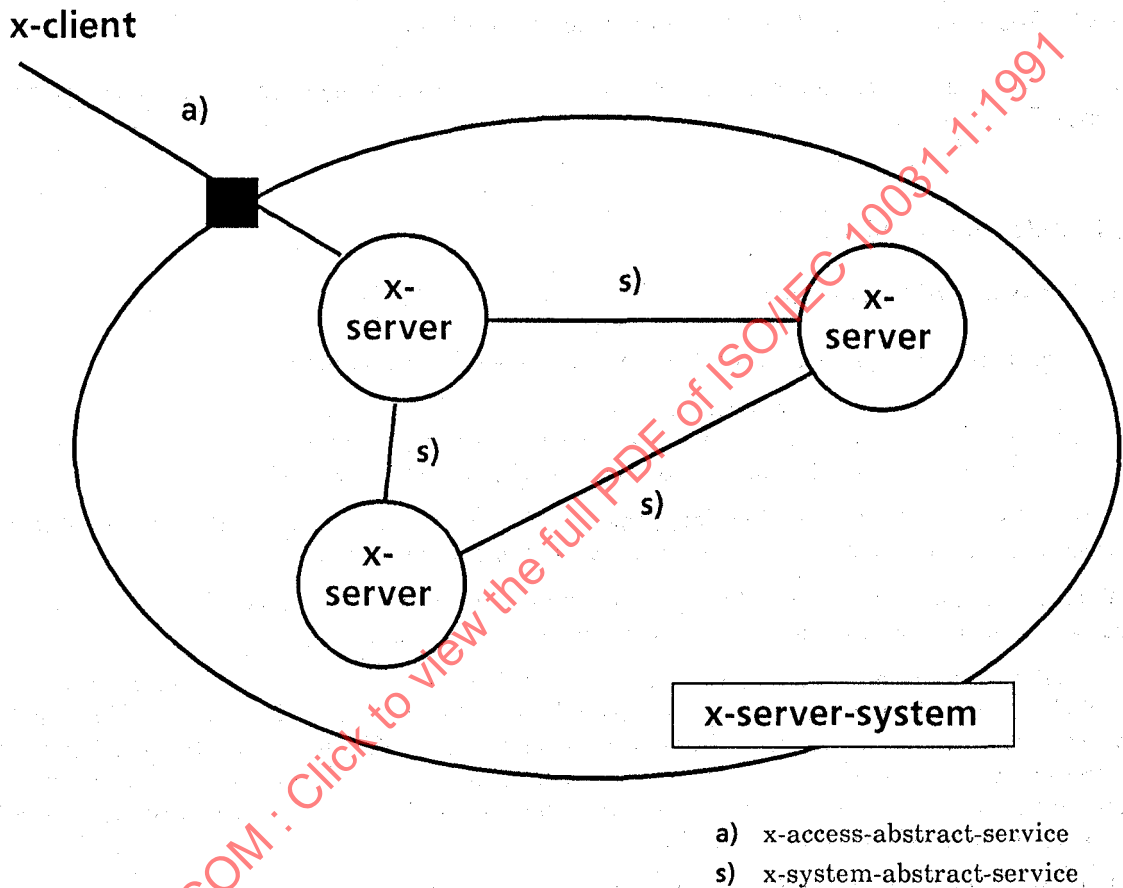 x-client
a)
x-
server
s)
x-
server
s)
s)
x-
server
x-server-system
a) x-access-abstract-service
s) x-system-abstract-service
OM : Click to view the full PDF of ISO/IEC 10031-1:1991